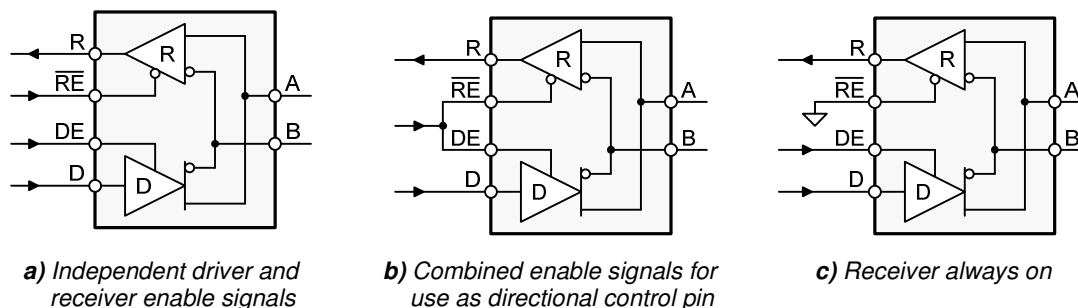 R
RE
DE
D
R
D
A
B
a) Independent driver and
receiver enable signals
R
RE
DE
D
R
D
A
B
b) Combined enable signals for
use as directional control pin
R
RE
DE
D
R
D
A
B
c) Receiver always on